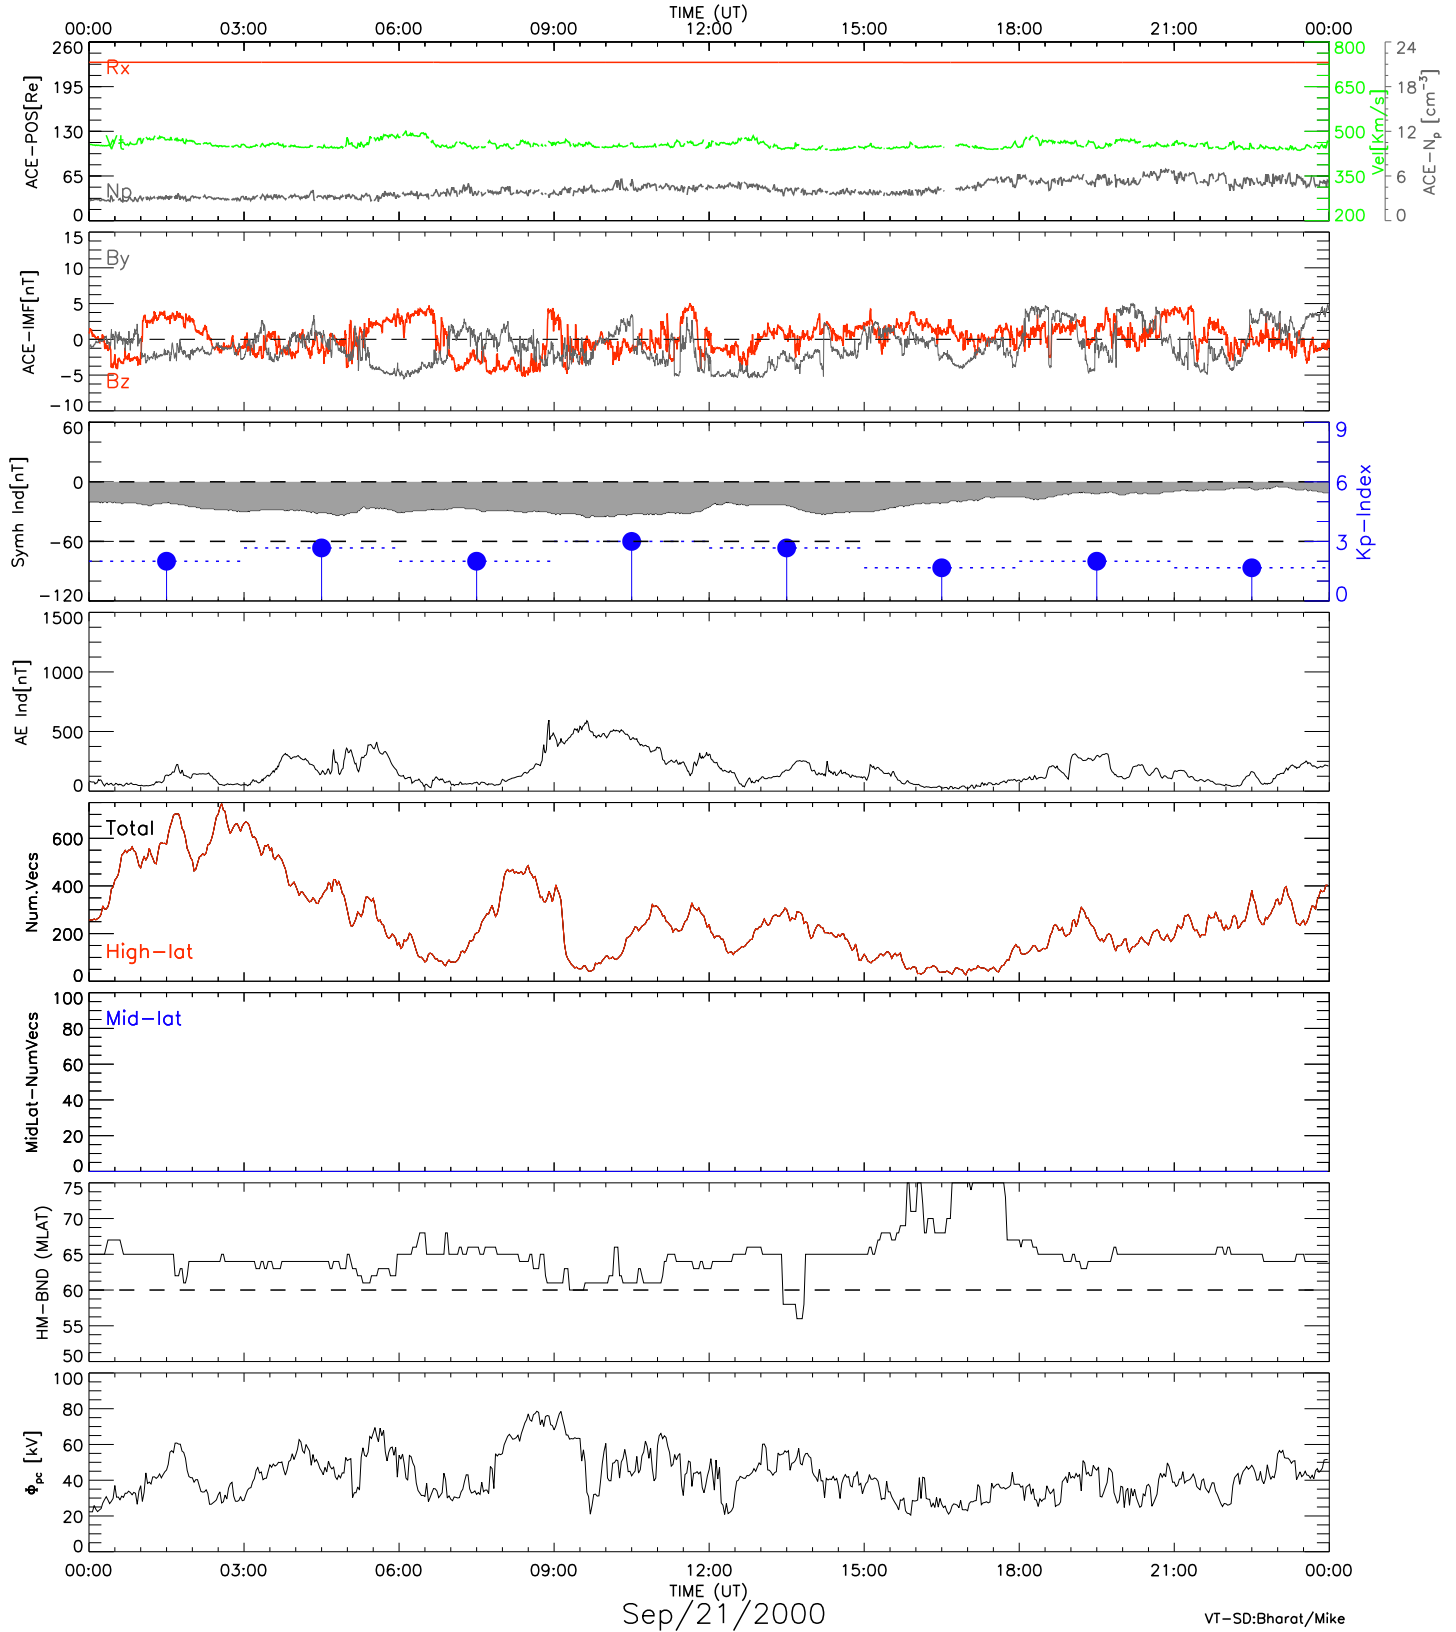 TIME (UT)
00:00 03:00 06:00 09:00 12:00 15:00 18:00 21:00 00:00
260 195 130 65 0
ACE-POS[Re]
Rx
Vt
Np
800 650 500 350 200
Vel[Km/s]
24 18 12 6 0
ACE-Np [cm-3]
15 10 5 0 -5 -10
ACE-IMF[nT]
By
Bz
60 0 -60 -120
Symh Ind[nT]
9 6 3 0
Kp-Index
1500 1000 500 0
AE Ind[nT]
600 400 200 0
Num.Vecs
Total
High-lat
100 80 60 40 20 0
MidLat-NumVecs
Mid-lat
75 70 65 60 55 50
HM-BND (MLAT)
100 80 60 40 20 0
Φpc [kV]
00:00 03:00 06:00 09:00 12:00 15:00 18:00 21:00 00:00
TIME (UT)
Sep/21/2000
VT-SD:Bharat/Mike